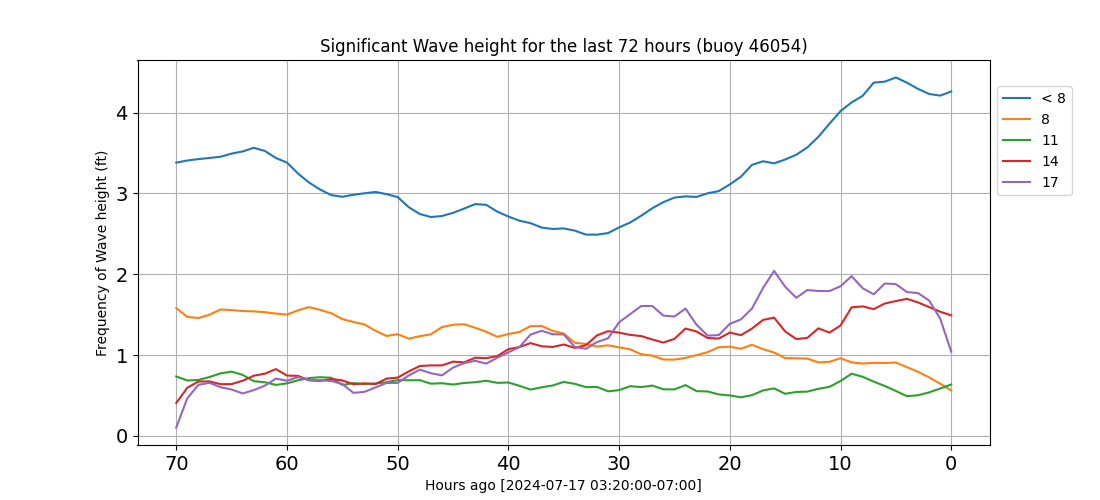 Significant Wave height for the last 72 hours (buoy 46054)
Frequency of Wave height (ft)
4
3
2
1
0
70 60 50 40 30 20 10 0
Hours ago [2024-07-17 03:20:00-07:00]
< 8
8
11
14
17